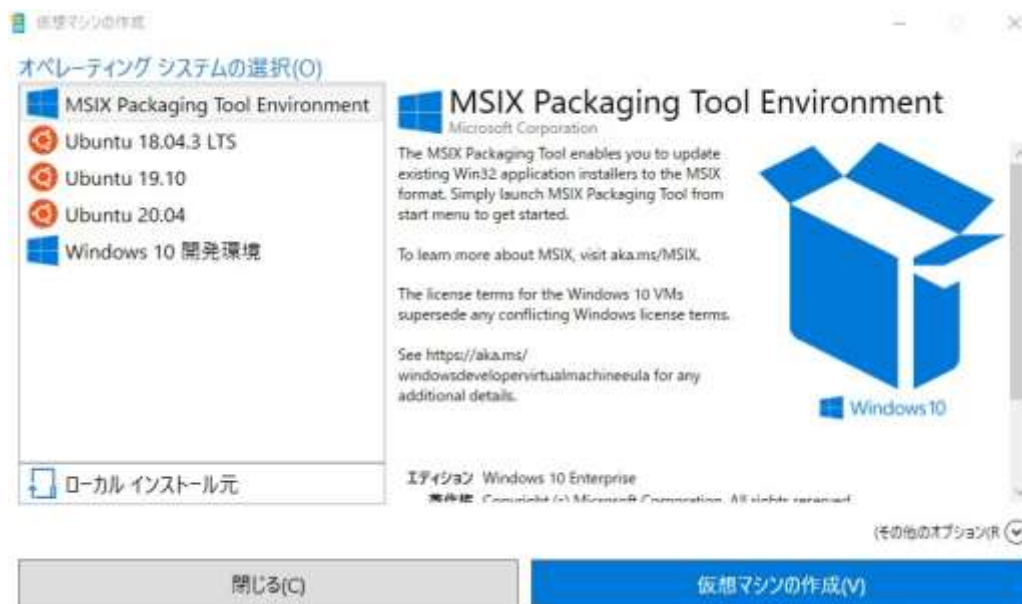 仮想マシンの作成
オペレーティング システムの選択(O)
MSIX Packaging Tool Environment
Ubuntu 18.04.3 LTS
Ubuntu 19.10
Ubuntu 20.04
Windows 10 開発環境
ローカル インストール元
MSIX Packaging Tool Environment
Microsoft Corporation
The MSIX Packaging Tool enables you to update
existing Win32 application installers to the MSIX
format. Simply launch MSIX Packaging Tool from
start menu to get started.
To learn more about MSIX, visit aka.ms/MSIX.
The license terms for the Windows 10 VMs
supersede any conflicting Windows license terms.
See https://aka.ms/
windowsdevelopervirtualmachineeula for any
additional details.
Windows10
エディション Windows 10 Enterprise
著作権 Copyright (c) Microsoft Corporation. All rights reserved
(その他のオプション(R
閉じる(C)
仮想マシンの作成(V)